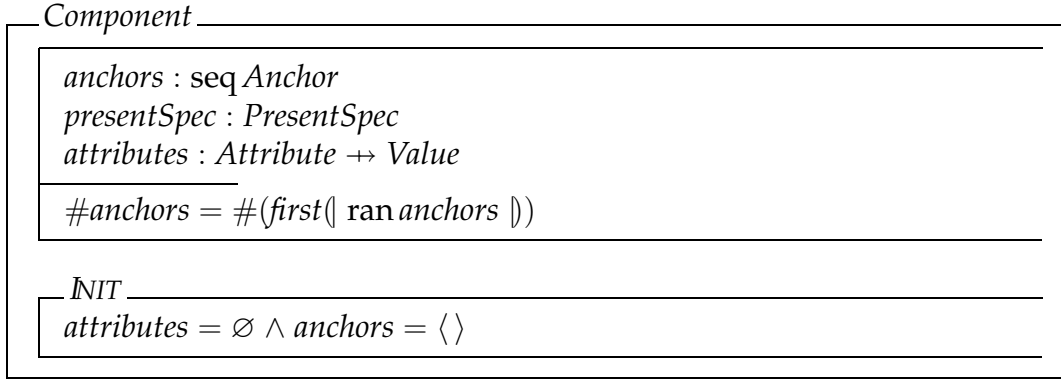 Component
anchors : seq Anchor
presentSpec : PresentSpec
attributes : Attribute ⇸ Value
#anchors = #(first⦇ ran anchors ⦈)
INIT
attributes = ∅ ∧ anchors = ⟨ ⟩